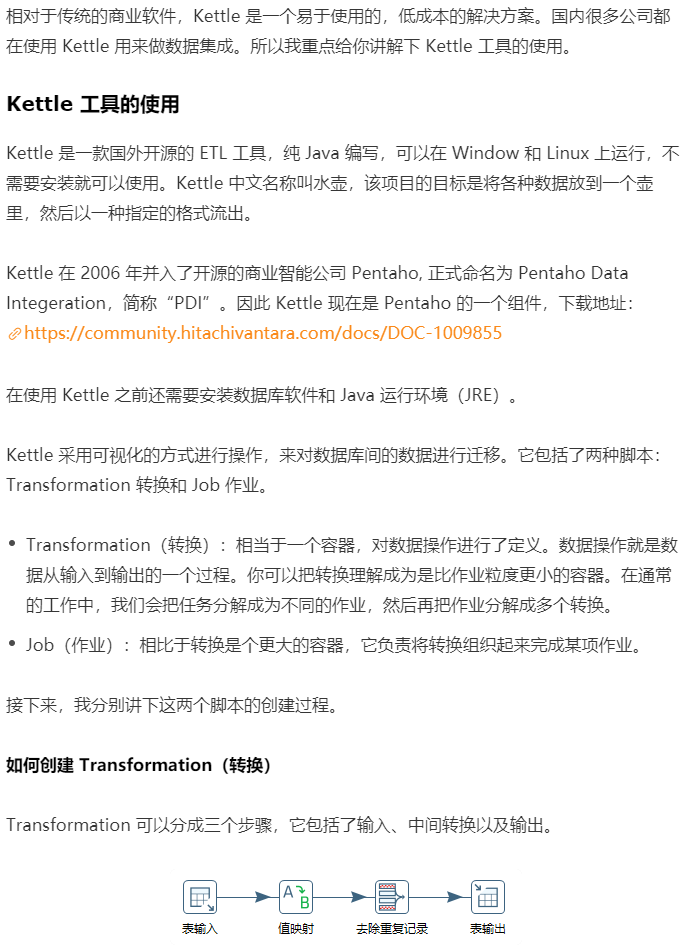 相对于传统的商业软件，Kettle 是一个易于使用的，低成本的解决方案。国内很多公司都
在使用 Kettle 用来做数据集成。所以我重点给你讲解下 Kettle 工具的使用。
Kettle 工具的使用
Kettle 是一款国外开源的 ETL 工具，纯 Java 编写，可以在 Window 和 Linux 上运行，不
需要安装就可以使用。Kettle 中文名称叫水壶，该项目的目标是将各种数据放到一个壶
里，然后以一种指定的格式流出。
Kettle 在 2006 年并入了开源的商业智能公司 Pentaho, 正式命名为 Pentaho Data
Integeration，简称“PDI”。因此 Kettle 现在是 Pentaho 的一个组件，下载地址：
https://community.hitachivantara.com/docs/DOC-1009855
在使用 Kettle 之前还需要安装数据库软件和 Java 运行环境（JRE）。
Kettle 采用可视化的方式进行操作，来对数据库间的数据进行迁移。它包括了两种脚本：
Transformation 转换和 Job 作业。
• Transformation（转换）：相当于一个容器，对数据操作进行了定义。数据操作就是数
据从输入到输出的一个过程。你可以把转换理解成为是比作业粒度更小的容器。在通常
的工作中，我们会把任务分解成为不同的作业，然后再把作业分解成多个转换。
• Job（作业）：相比于转换是个更大的容器，它负责将转换组织起来完成某项作业。
接下来，我分别讲下这两个脚本的创建过程。
如何创建 Transformation（转换）
Transformation 可以分成三个步骤，它包括了输入、中间转换以及输出。
A B
表输入 值映射 去除重复记录 表输出